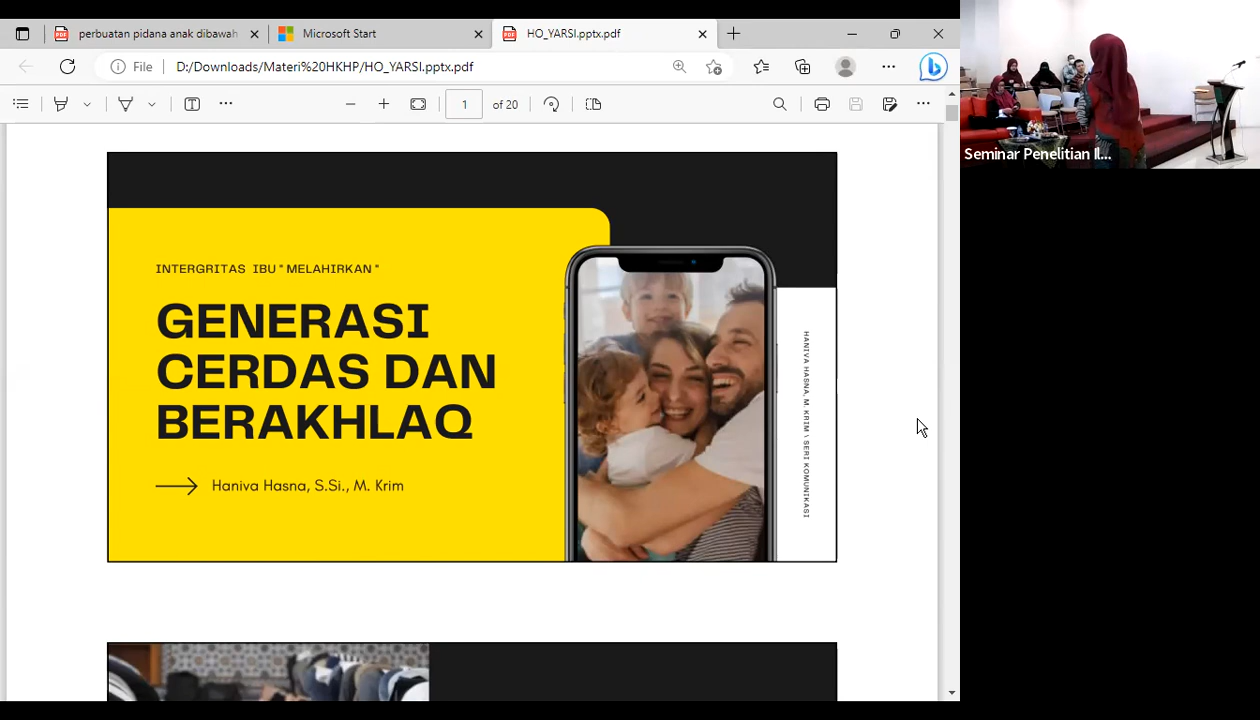 perbuatan pidana anak dibawah
Microsoft Start
HO_YARSI.pptx.pdf
File
D:/Downloads/Materi%20HKHP/HO_YARSI.pptx.pdf
1
of 20
INTERGRITAS IBU "MELAHIRKAN"
GENERASI
CERDAS DAN
BERAKHLAQ
Haniva Hasna, S.Si., M. Krim
HANIVA HASNA, M. KRIM \ SERI KOMUNIKASI
Seminar Penelitian Il...